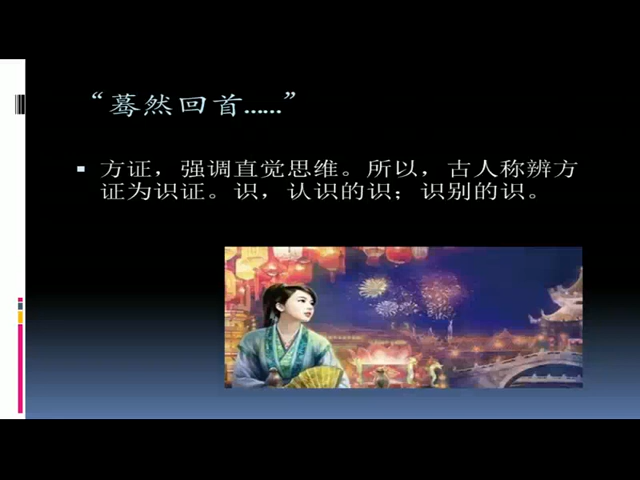 “蓦然回首……”
方证，强调直觉思维。所以，古人称辨方
证为识证。识，认识的识；识别的识。